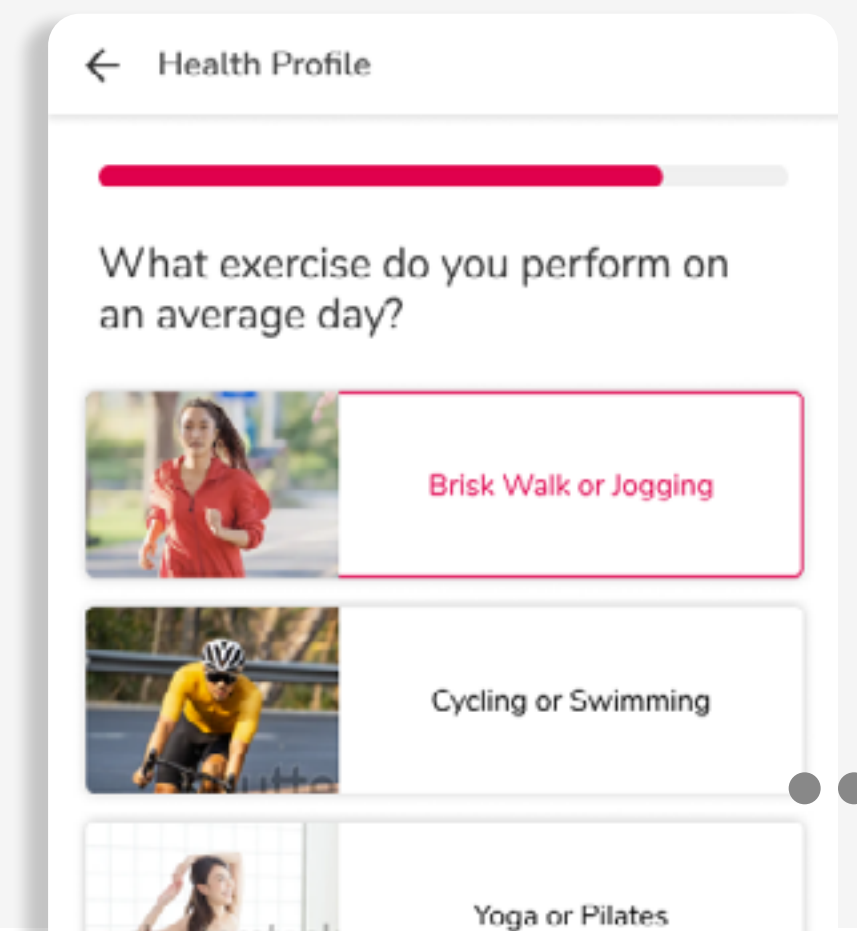 Health Profile
What exercise do you perform on
an average day?
Brisk Walk or Jogging
Cycling or Swimming
Yoga or Pilates